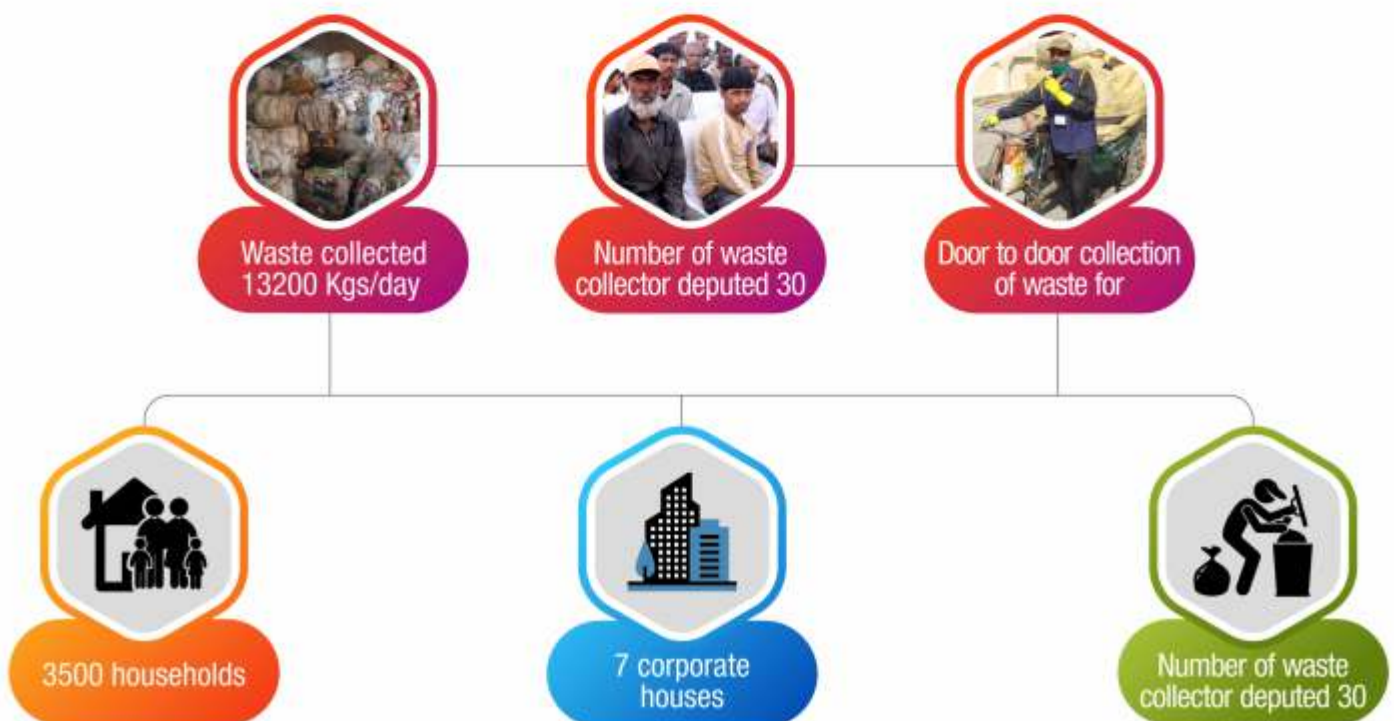 Waste collected
13200 Kgs/day
Number of waste
collector deputed 30
Door to door collection
of waste for
3500 households
7 corporate
houses
Number of waste
collector deputed 30